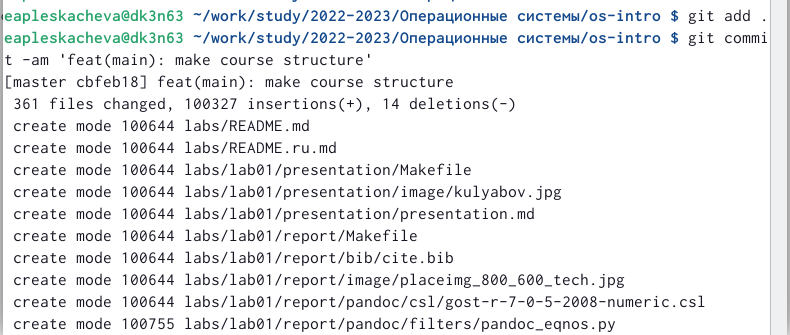 eapleskacheva@dk3n63 ~/work/study/2022-2023/Операционные системы/os-intro $ git add .
eapleskacheva@dk3n63 ~/work/study/2022-2023/Операционные системы/os-intro $ git commi
t -am 'feat(main): make course structure'
[master cbfeb18] feat(main): make course structure
 361 files changed, 100327 insertions(+), 14 deletions(-)
 create mode 100644 labs/README.md
 create mode 100644 labs/README.ru.md
 create mode 100644 labs/lab01/presentation/Makefile
 create mode 100644 labs/lab01/presentation/image/kulyabov.jpg
 create mode 100644 labs/lab01/presentation/presentation.md
 create mode 100644 labs/lab01/report/Makefile
 create mode 100644 labs/lab01/report/bib/cite.bib
 create mode 100644 labs/lab01/report/image/placeimg_800_600_tech.jpg
 create mode 100644 labs/lab01/report/pandoc/csl/gost-r-7-0-5-2008-numeric.csl
 create mode 100755 labs/lab01/report/pandoc/filters/pandoc_eqnos.py